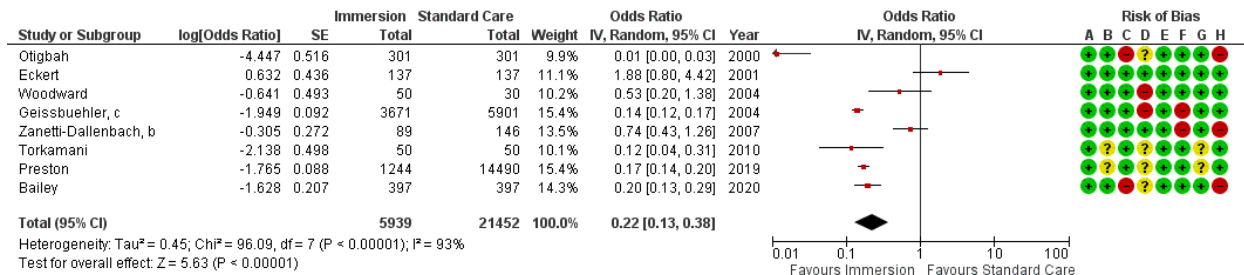 Immersion Standard Care Odds Ratio Odds Ratio Risk of Bias
Study or Subgroup log[Odds Ratio] SE Total Total Weight IV, Random, 95% CI Year IV, Random, 95% CI A B C D E F G H
Otigbah -4.447 0.516 301 301 9.9% 0.01 [0.00, 0.03] 2000 + + - ? + + + -
Eckert 0.632 0.436 137 137 11.1% 1.88 [0.80, 4.42] 2001 + + + + + + + +
Woodward -0.641 0.493 50 30 10.2% 0.53 [0.20, 1.38] 2004 + + + - + + + +
Geissbuehler, c -1.949 0.092 3671 5901 15.4% 0.14 [0.12, 0.17] 2004 + + + - + - + +
Zanetti-Dallenbach, b -0.305 0.272 89 146 13.5% 0.74 [0.43, 1.26] 2007 + + + + + - + -
Torkamani -2.138 0.498 50 50 10.1% 0.12 [0.04, 0.31] 2010 + ? + ? + + ? +
Preston -1.765 0.088 1244 14490 15.4% 0.17 [0.14, 0.20] 2019 + ? + ? + + ? +
Bailey -1.628 0.207 397 397 14.3% 0.20 [0.13, 0.29] 2020 + + - ? + + + -
Total (95% CI) 5939 21452 100.0% 0.22 [0.13, 0.38]
Heterogeneity: Tau² = 0.45; Chi² = 96.09, df = 7 (P < 0.00001); I² = 93%
Test for overall effect: Z = 5.63 (P < 0.00001)
0.01 0.1 1 10 100
Favours Immersion Favours Standard Care